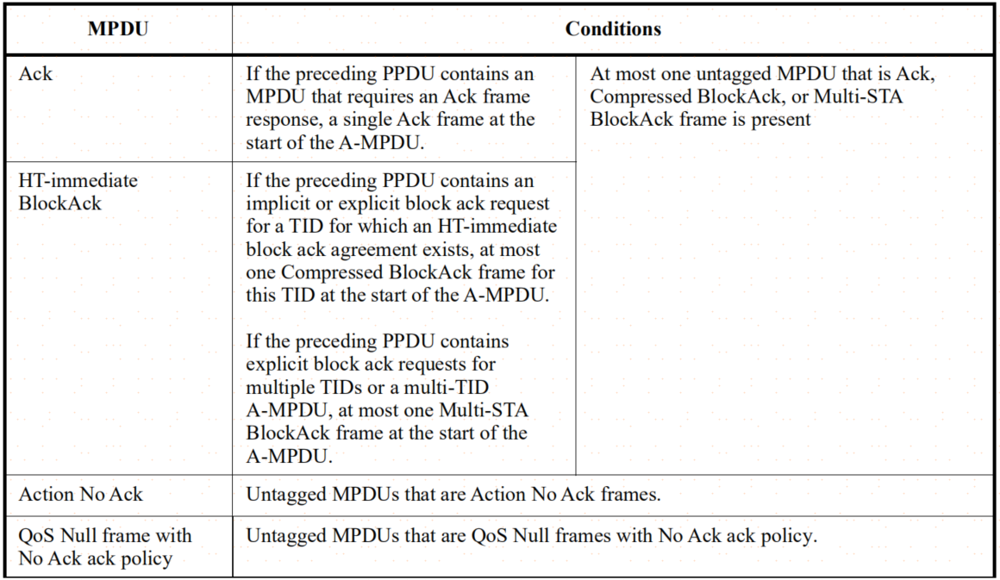 MPDU
Conditions
Ack
If the preceding PPDU contains an
MPDU that requires an Ack frame
response, a single Ack frame at the
start of the A-MPDU.
At most one untagged MPDU that is Ack,
Compressed BlockAck, or Multi-STA
BlockAck frame is present
HT-immediate
BlockAck
If the preceding PPDU contains an
implicit or explicit block ack request
for a TID for which an HT-immediate
block ack agreement exists, at most
one Compressed BlockAck frame for
this TID at the start of the A-MPDU.
If the preceding PPDU contains
explicit block ack requests for
multiple TIDs or a multi-TID
A-MPDU, at most one Multi-STA
BlockAck frame at the start of the
A-MPDU.
Action No Ack
Untagged MPDUs that are Action No Ack frames.
QoS Null frame with
No Ack ack policy
Untagged MPDUs that are QoS Null frames with No Ack ack policy.